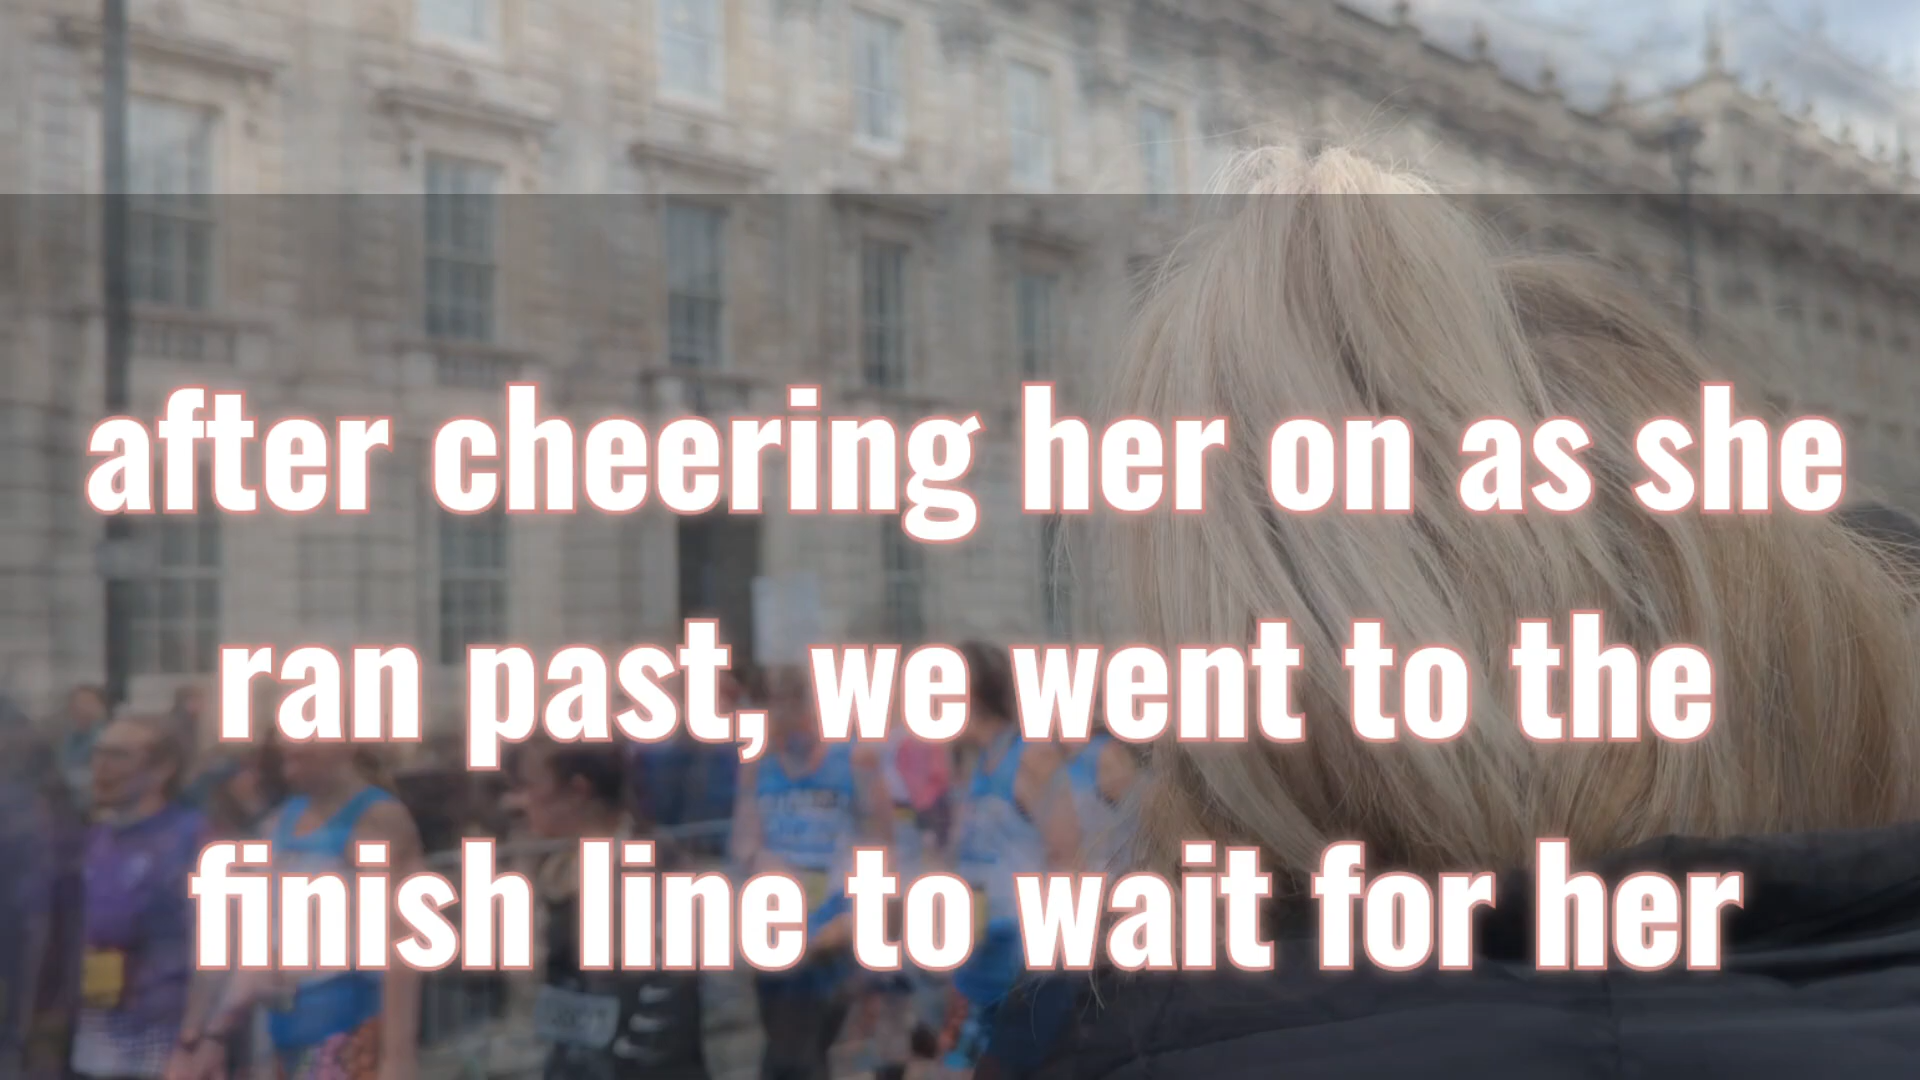 after cheering her on as she
ran past, we went to the
finish line to wait for her